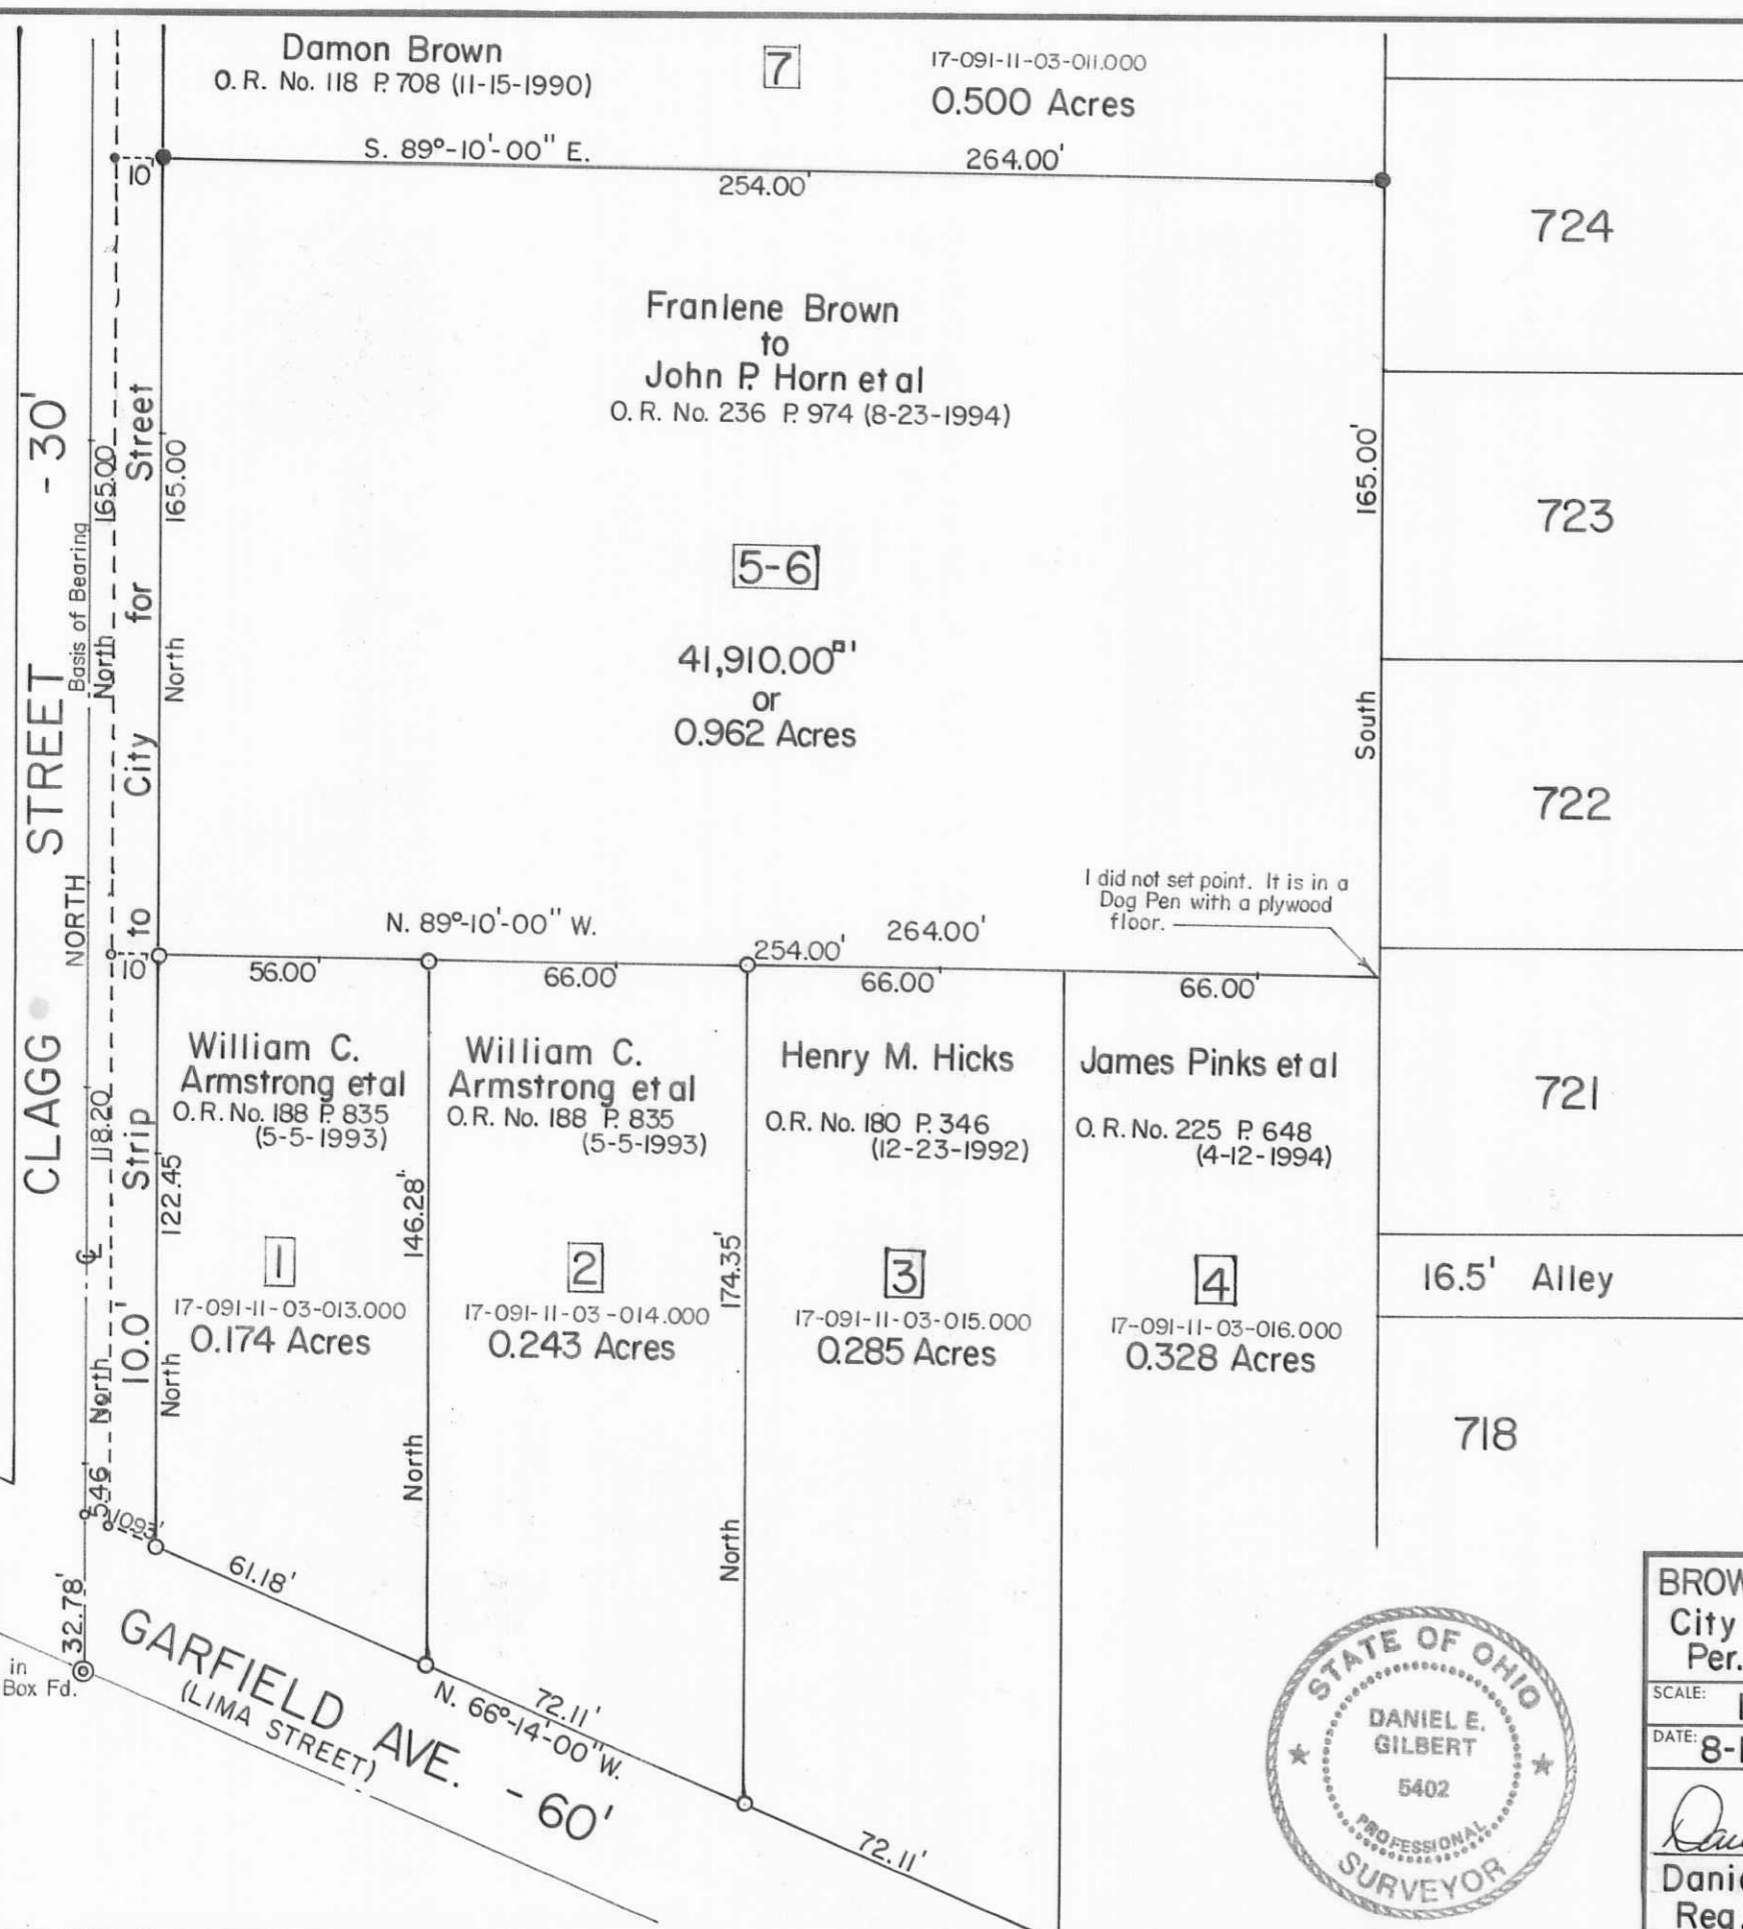 Damon Brown
O.R. No. 118 P. 708 (11-15-1990)
7
17-091-11-03-011.000
0.500 Acres
S. 89°-10'-00" E.
264.00'
10'
254.00'
724
Franlene Brown
to
John P. Horn et al
O.R. No. 236 P. 974 (8-23-1994)
CLAGG STREET - 30'
NORTH
Basis of Bearing
North 165.00'
10.0' Strip to City for Street
North 165.00'
5-6
41,910.00□'
or
0.962 Acres
South 165.00'
723
722
I did not set point. It is in a
Dog Pen with a plywood
floor.
N. 89°-10'-00" W.
264.00'
254.00'
10'
56.00'
66.00'
66.00'
66.00'
William C.
Armstrong et al
O.R. No. 188 P. 835
(5-5-1993)
1
17-091-11-03-013.000
0.174 Acres
William C.
Armstrong et al
O.R. No. 188 P. 835
(5-5-1993)
2
17-091-11-03-014.000
0.243 Acres
Henry M. Hicks
O.R. No. 180 P. 346
(12-23-1992)
3
17-091-11-03-015.000
0.285 Acres
James Pinks et al
O.R. No. 225 P. 648
(4-12-1994)
4
17-091-11-03-016.000
0.328 Acres
721
16.5' Alley
718
North 118.20'
℄
North 122.45'
North 146.28'
North 174.35'
5.46
10.93'
32.78'
in
Box Fd.
61.18'
72.11'
N. 66°-14'-00" W.
72.11'
GARFIELD AVE. - 60'
(LIMA STREET)
STATE OF OHIO
DANIEL E.
GILBERT
5402
PROFESSIONAL
SURVEYOR
BROW
City
Per.
SCALE:
DATE: 8-
Danie
Reg.